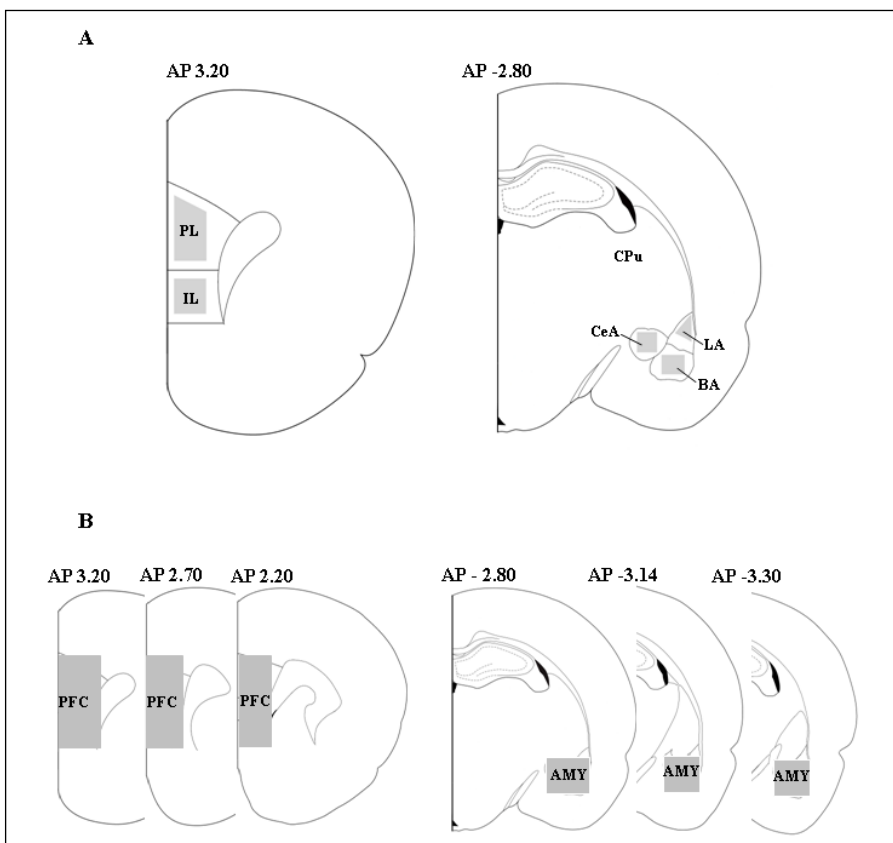 A
AP 3.20
AP -2.80
PL
IL
CPu
CeA
LA
BA
B
AP 3.20
AP 2.70
AP 2.20
AP - 2.80
AP -3.14
AP -3.30
PFC
PFC
PFC
AMY
AMY
AMY